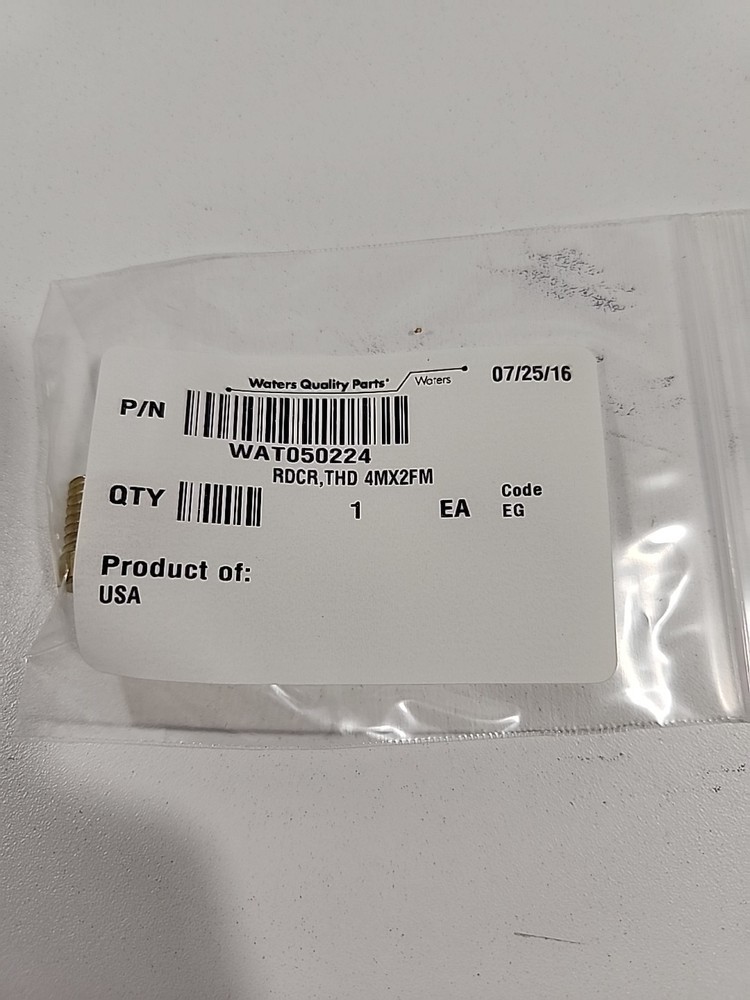 Waters Quality Parts' Waters 07/25/16
P/N
WAT050224
RDCR,THD 4MX2FM
QTY 1 EA Code
EG
Product of:
USA